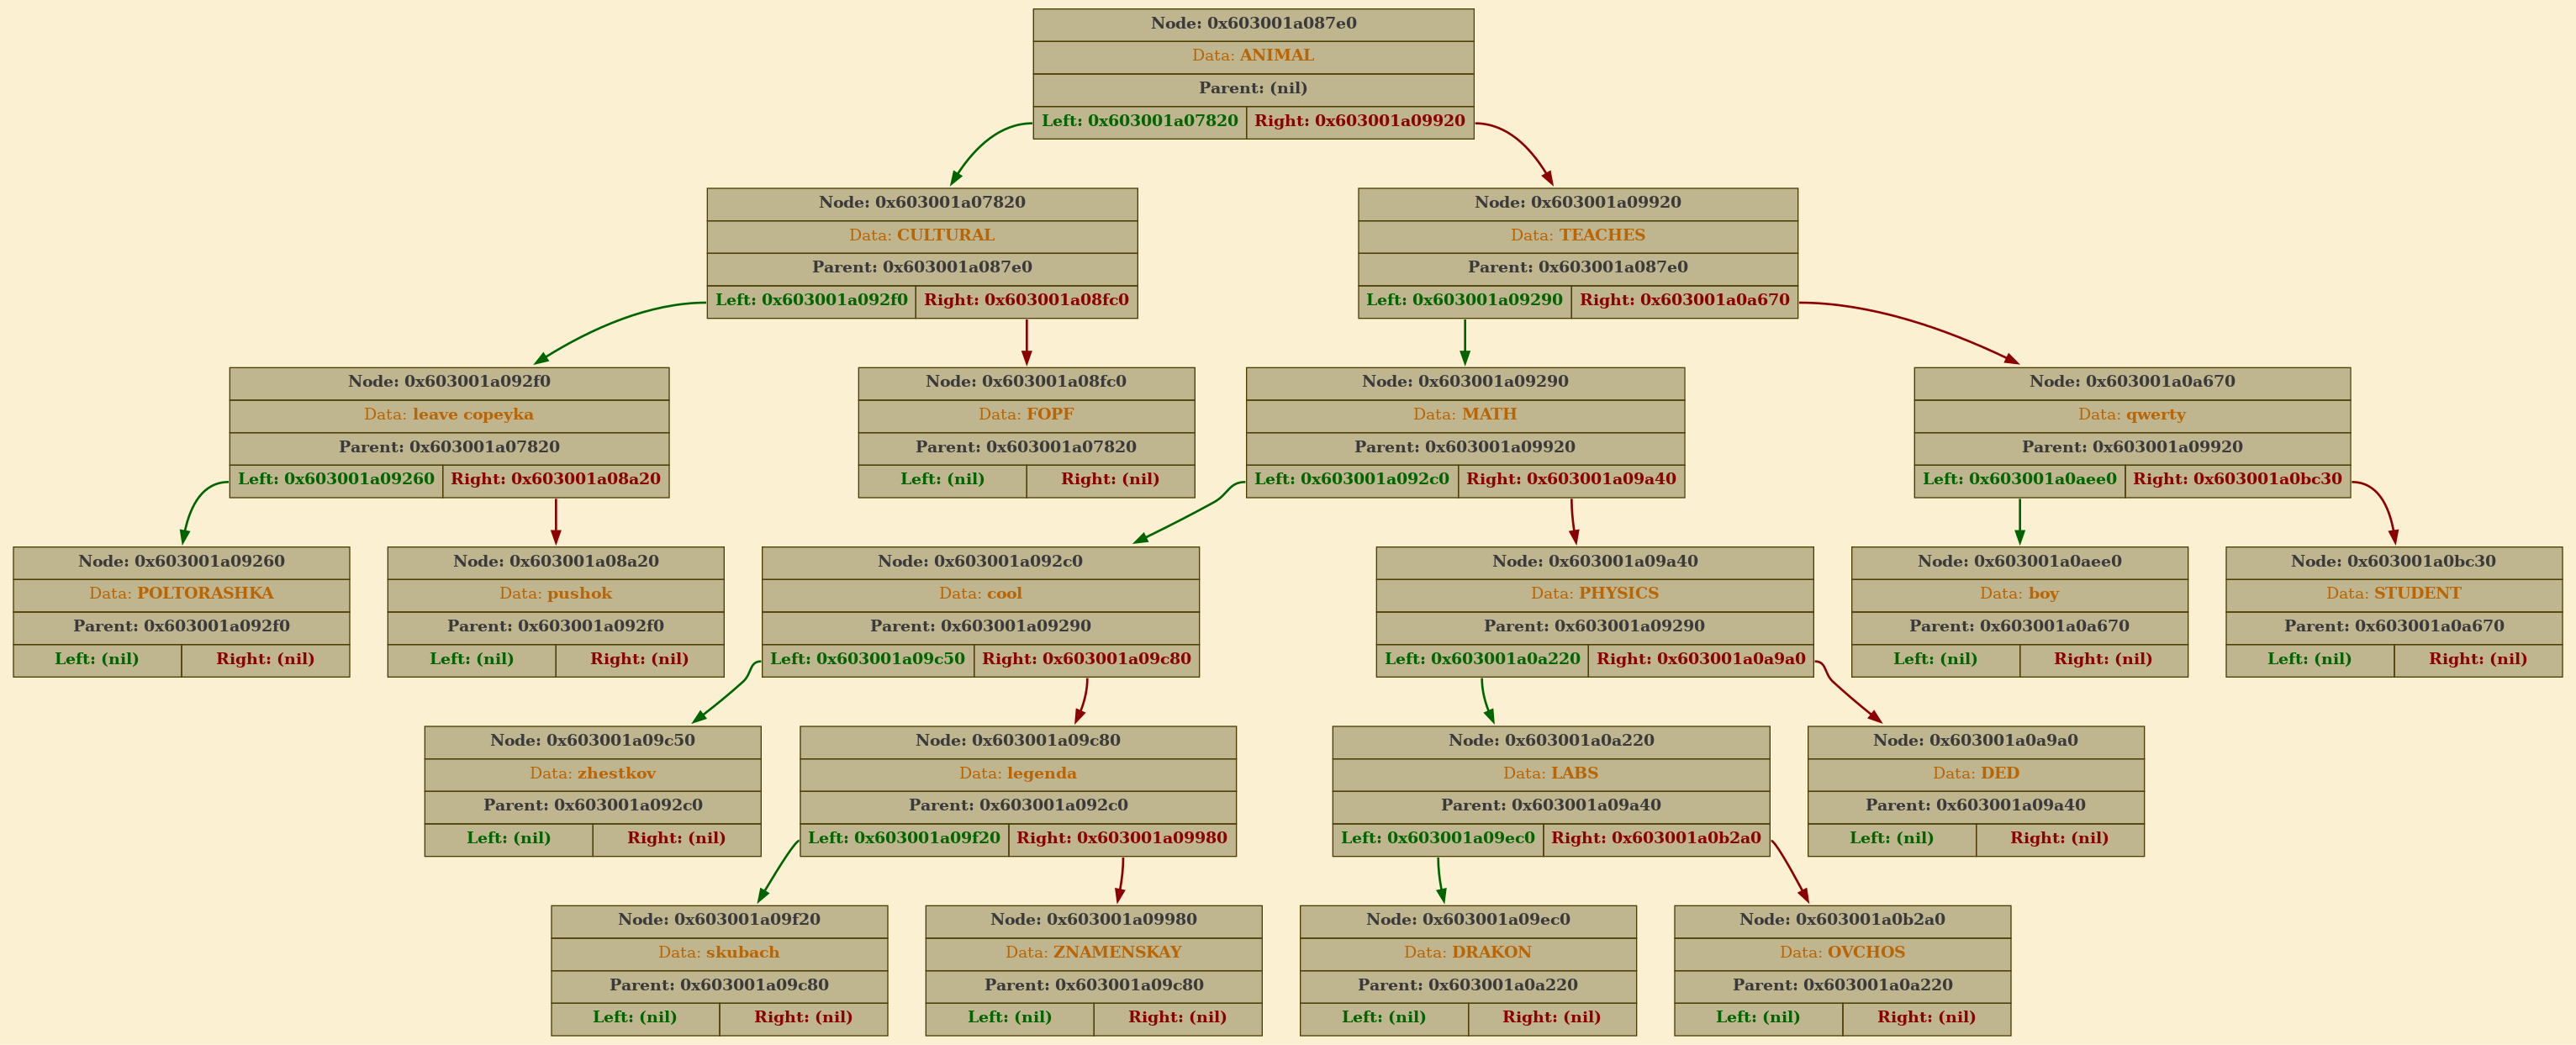 Node: 0x603001a087e0
Data: ANIMAL
Parent: (nil)
Left: 0x603001a07820 Right: 0x603001a09920
Node: 0x603001a07820
Data: CULTURAL
Parent: 0x603001a087e0
Left: 0x603001a092f0 Right: 0x603001a08fc0
Node: 0x603001a09920
Data: TEACHES
Parent: 0x603001a087e0
Left: 0x603001a09290 Right: 0x603001a0a670
Node: 0x603001a092f0
Data: leave copeyka
Parent: 0x603001a07820
Left: 0x603001a09260 Right: 0x603001a08a20
Node: 0x603001a08fc0
Data: FOPF
Parent: 0x603001a07820
Left: (nil) Right: (nil)
Node: 0x603001a09290
Data: MATH
Parent: 0x603001a09920
Left: 0x603001a092c0 Right: 0x603001a09a40
Node: 0x603001a0a670
Data: qwerty
Parent: 0x603001a09920
Left: 0x603001a0aee0 Right: 0x603001a0bc30
Node: 0x603001a09260
Data: POLTORASHKA
Parent: 0x603001a092f0
Left: (nil) Right: (nil)
Node: 0x603001a08a20
Data: pushok
Parent: 0x603001a092f0
Left: (nil) Right: (nil)
Node: 0x603001a092c0
Data: cool
Parent: 0x603001a09290
Left: 0x603001a09c50 Right: 0x603001a09c80
Node: 0x603001a09a40
Data: PHYSICS
Parent: 0x603001a09290
Left: 0x603001a0a220 Right: 0x603001a0a9a0
Node: 0x603001a0aee0
Data: boy
Parent: 0x603001a0a670
Left: (nil) Right: (nil)
Node: 0x603001a0bc30
Data: STUDENT
Parent: 0x603001a0a670
Left: (nil) Right: (nil)
Node: 0x603001a09c50
Data: zhestkov
Parent: 0x603001a092c0
Left: (nil) Right: (nil)
Node: 0x603001a09c80
Data: legenda
Parent: 0x603001a092c0
Left: 0x603001a09f20 Right: 0x603001a09980
Node: 0x603001a0a220
Data: LABS
Parent: 0x603001a09a40
Left: 0x603001a09ec0 Right: 0x603001a0b2a0
Node: 0x603001a0a9a0
Data: DED
Parent: 0x603001a09a40
Left: (nil) Right: (nil)
Node: 0x603001a09f20
Data: skubach
Parent: 0x603001a09c80
Left: (nil) Right: (nil)
Node: 0x603001a09980
Data: ZNAMENSKAY
Parent: 0x603001a09c80
Left: (nil) Right: (nil)
Node: 0x603001a09ec0
Data: DRAKON
Parent: 0x603001a0a220
Left: (nil) Right: (nil)
Node: 0x603001a0b2a0
Data: OVCHOS
Parent: 0x603001a0a220
Left: (nil) Right: (nil)